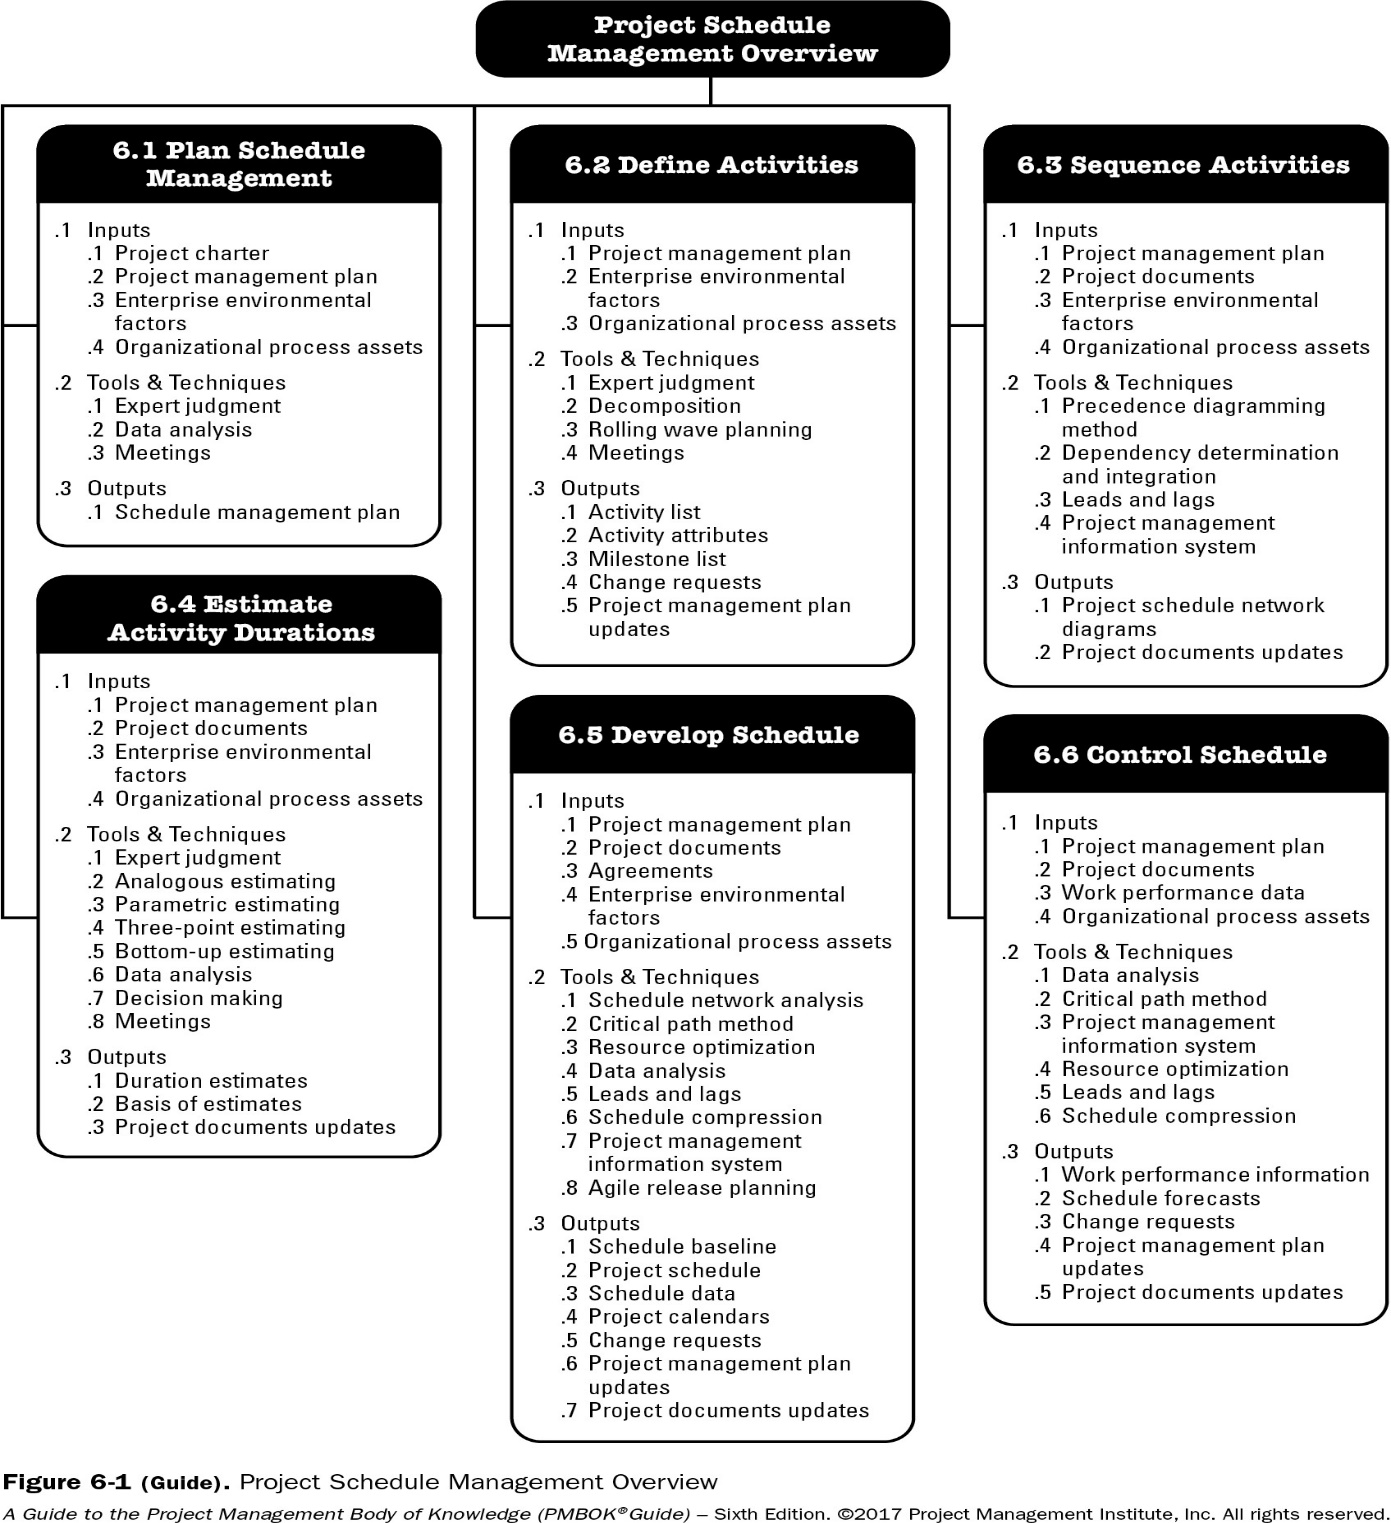 Project Schedule
Management Overview
6.1 Plan Schedule
Management
.1 Inputs
.1 Project charter
.2 Project management plan
.3 Enterprise environmental
factors
.4 Organizational process assets
.2 Tools & Techniques
.1 Expert judgment
.2 Data analysis
.3 Meetings
.3 Outputs
.1 Schedule management plan
6.2 Define Activities
.1 Inputs
.1 Project management plan
.2 Enterprise environmental
factors
.3 Organizational process assets
.2 Tools & Techniques
.1 Expert judgment
.2 Decomposition
.3 Rolling wave planning
.4 Meetings
.3 Outputs
.1 Activity list
.2 Activity attributes
.3 Milestone list
.4 Change requests
.5 Project management plan
updates
6.3 Sequence Activities
.1 Inputs
.1 Project management plan
.2 Project documents
.3 Enterprise environmental
factors
.4 Organizational process assets
.2 Tools & Techniques
.1 Precedence diagramming
method
.2 Dependency determination
and integration
.3 Leads and lags
.4 Project management
information system
.3 Outputs
.1 Project schedule network
diagrams
.2 Project documents updates
6.4 Estimate
Activity Durations
.1 Inputs
.1 Project management plan
.2 Project documents
.3 Enterprise environmental
factors
.4 Organizational process assets
.2 Tools & Techniques
.1 Expert judgment
.2 Analogous estimating
.3 Parametric estimating
.4 Three-point estimating
.5 Bottom-up estimating
.6 Data analysis
.7 Decision making
.8 Meetings
.3 Outputs
.1 Duration estimates
.2 Basis of estimates
.3 Project documents updates
6.5 Develop Schedule
.1 Inputs
.1 Project management plan
.2 Project documents
.3 Agreements
.4 Enterprise environmental
factors
.5 Organizational process assets
.2 Tools & Techniques
.1 Schedule network analysis
.2 Critical path method
.3 Resource optimization
.4 Data analysis
.5 Leads and lags
.6 Schedule compression
.7 Project management
information system
.8 Agile release planning
.3 Outputs
.1 Schedule baseline
.2 Project schedule
.3 Schedule data
.4 Project calendars
.5 Change requests
.6 Project management plan
updates
.7 Project documents updates
6.6 Control Schedule
.1 Inputs
.1 Project management plan
.2 Project documents
.3 Work performance data
.4 Organizational process assets
.2 Tools & Techniques
.1 Data analysis
.2 Critical path method
.3 Project management
information system
.4 Resource optimization
.5 Leads and lags
.6 Schedule compression
.3 Outputs
.1 Work performance information
.2 Schedule forecasts
.3 Change requests
.4 Project management plan
updates
.5 Project documents updates
Figure 6-1 (Guide). Project Schedule Management Overview
A Guide to the Project Management Body of Knowledge (PMBOK® Guide) – Sixth Edition. ©2017 Project Management Institute, Inc. All rights reserved.